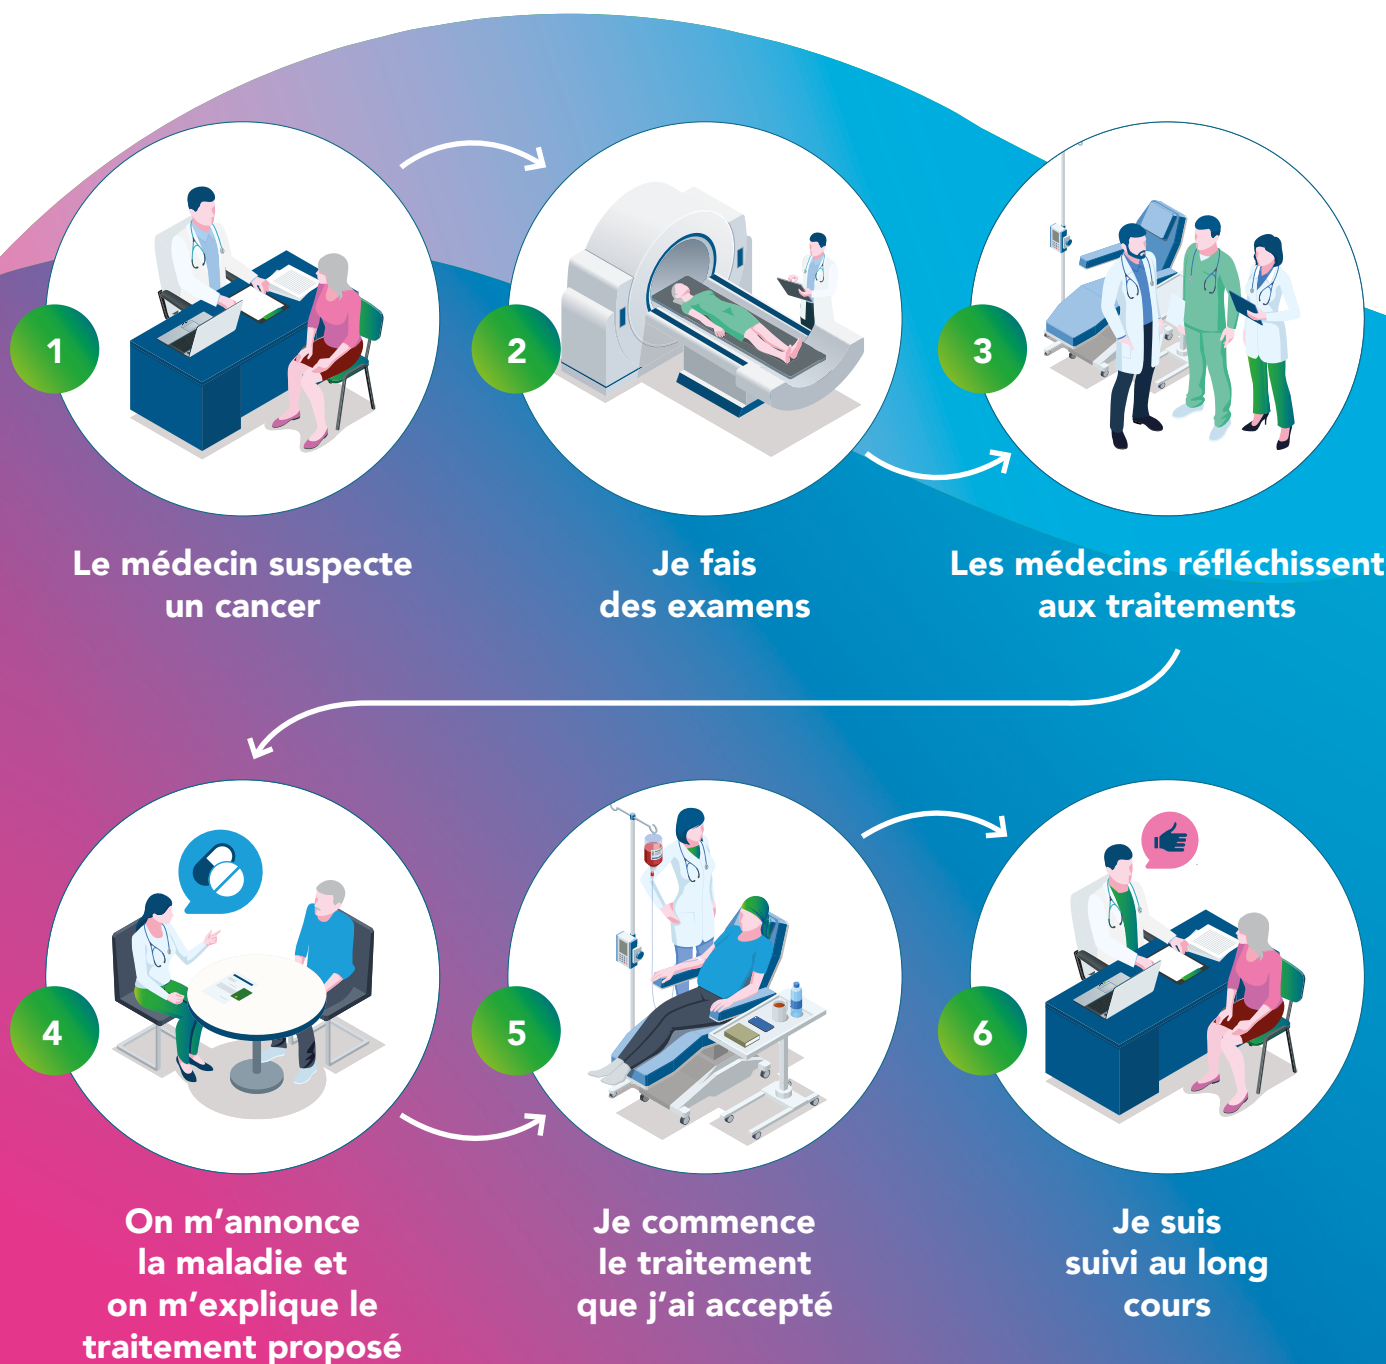 1
Le médecin suspecte
un cancer
2
Je fais
des examens
3
Les médecins réfléchissent
aux traitements
4
On m’annonce
la maladie et
on m’explique le
traitement proposé
5
Je commence
le traitement
que j’ai accepté
6
Je suis
suivi au long
cours